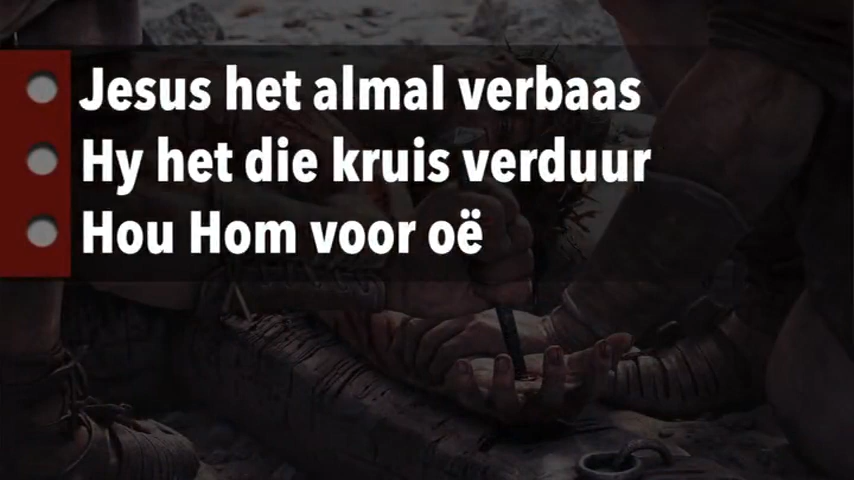 Jesus het almal verbaas
Hy het die kruis verduur
Hou Hom voor oë